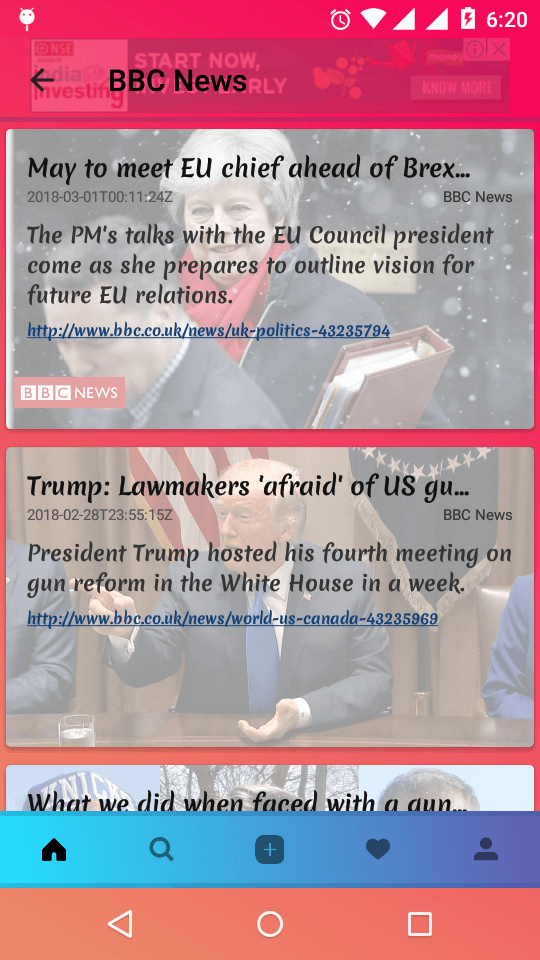 6:20
NSE
india
investing
START NOW,
money
KNOW MORE
BBC News
May to meet EU chief ahead of Brex...
2018-03-01T00:11:24Z BBC News
The PM's talks with the EU Council president
come as she prepares to outline vision for
future EU relations.
http://www.bbc.co.uk/news/uk-politics-43235794
BBC NEWS
Trump: Lawmakers 'afraid' of US gu...
2018-02-28T23:55:15Z BBC News
President Trump hosted his fourth meeting on
gun reform in the White House in a week.
http://www.bbc.co.uk/news/world-us-canada-43235969
What we did when faced with a gun...
KNICKS